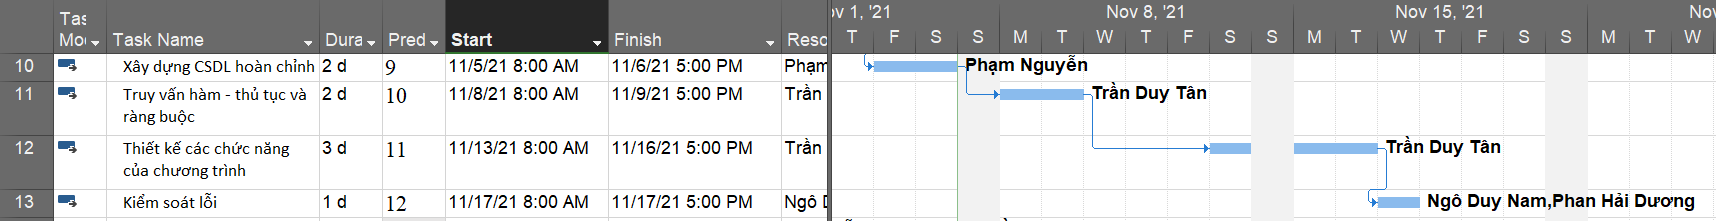 Tas
Mod
Task Name
Dura
Pred
Start
Finish
Reso
ov 1, '21
Nov 8, '21
Nov 15, '21
No
T F S S M T W T F S S M T W T F S S M T W
10 Xây dựng CSDL hoàn chỉnh 2 d 9 11/5/21 8:00 AM 11/6/21 5:00 PM Phạm
Phạm Nguyễn
11 Truy vấn hàm - thủ tục và 2 d 10 11/8/21 8:00 AM 11/9/21 5:00 PM Trần
ràng buộc
Trần Duy Tân
12 Thiết kế các chức năng 3 d 11 11/13/21 8:00 AM 11/16/21 5:00 PM Trần
của chương trình
Trần Duy Tân
13 Kiểm soát lỗi 1 d 12 11/17/21 8:00 AM 11/17/21 5:00 PM Ngô D
Ngô Duy Nam,Phan Hải Dương